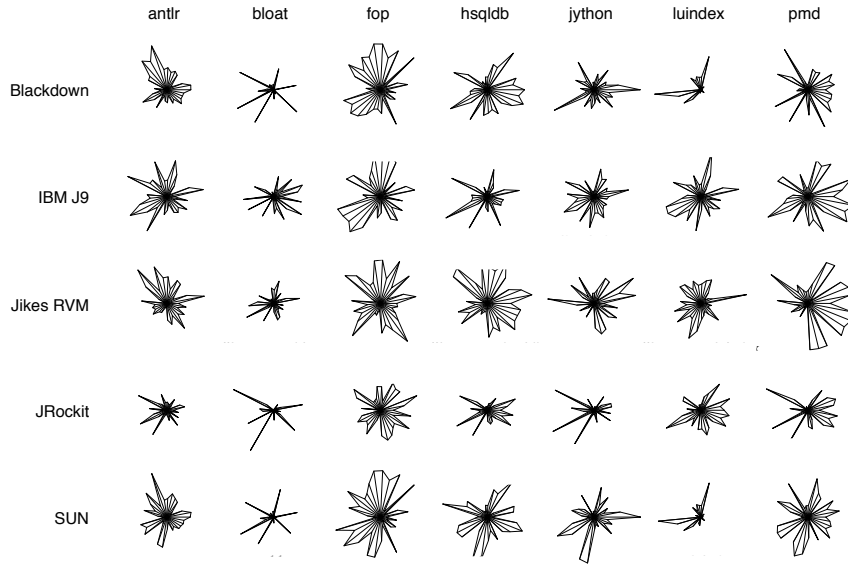 antlr bloat fop hsqldb jython luindex pmd
Blackdown
IBM J9
Jikes RVM
JRockit
SUN